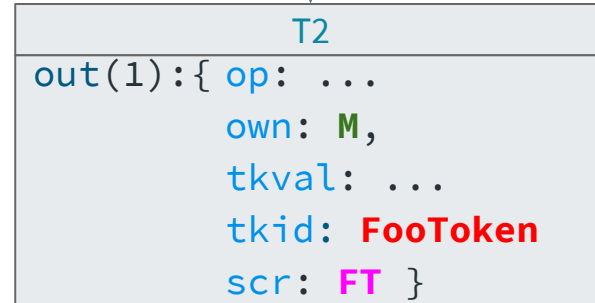 T2
out(1):{ op: ...
own: M,
tkval: ...
tkid: FooToken
scr: FT }